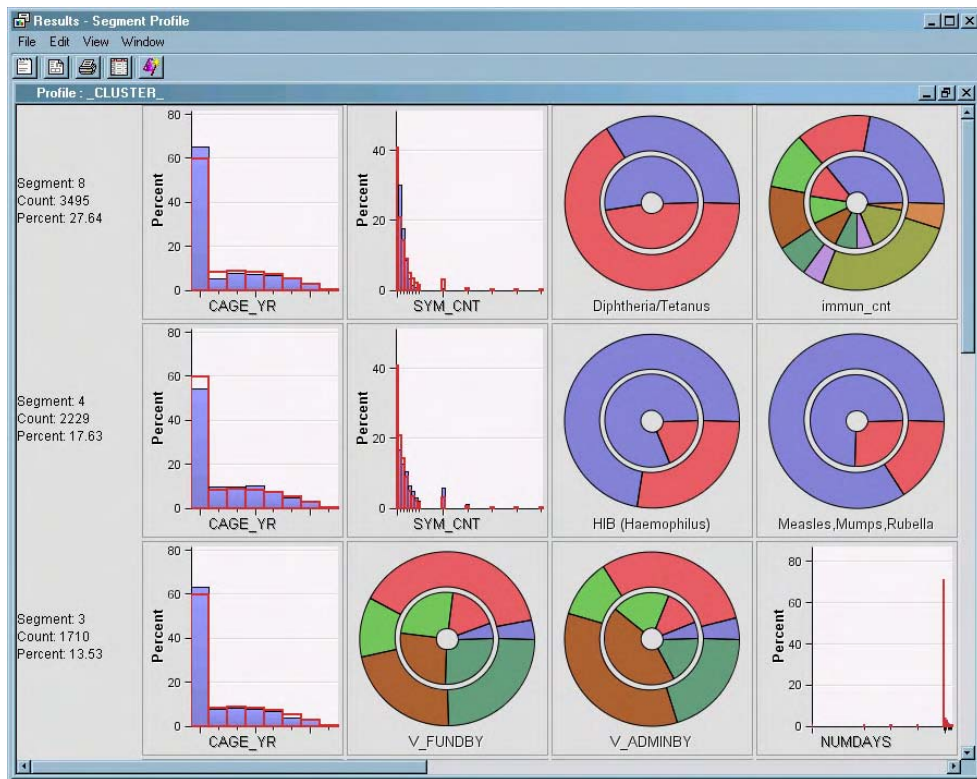 Results - Segment Profile
File Edit View Window
Profile : _CLUSTER_
Segment: 8
Count: 3495
Percent: 27.64
80
60
40
20
0
Percent
CAGE_YR
40
20
0
Percent
SYM_CNT
Diphtheria/Tetanus
immun_cnt
Segment: 4
Count: 2229
Percent: 17.63
80
60
40
20
0
Percent
CAGE_YR
40
20
0
Percent
SYM_CNT
HIB (Haemophilus)
Measles,Mumps,Rubella
Segment: 3
Count: 1710
Percent: 13.53
80
60
40
20
0
Percent
CAGE_YR
V_FUNDBY
V_ADMINBY
80
60
40
20
0
Percent
NUMDAYS